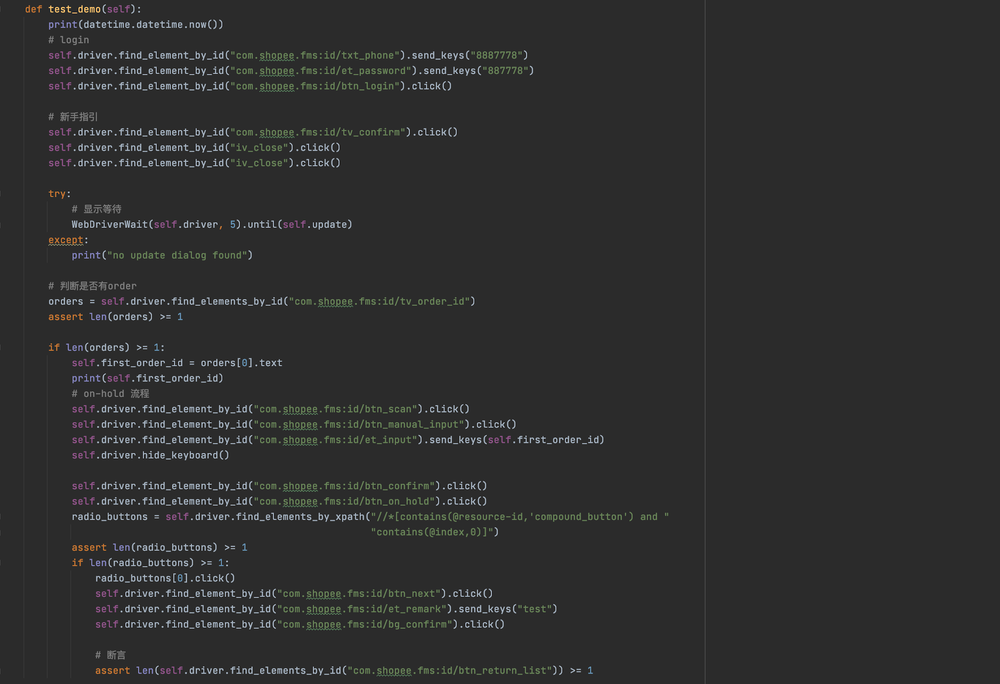 def test_demo(self):
print(datetime.datetime.now())
# login
self.driver.find_element_by_id("com.shopee.fms:id/txt_phone").send_keys("8887778")
self.driver.find_element_by_id("com.shopee.fms:id/et_password").send_keys("887778")
self.driver.find_element_by_id("com.shopee.fms:id/btn_login").click()
# 新手指引
self.driver.find_element_by_id("com.shopee.fms:id/tv_confirm").click()
self.driver.find_element_by_id("iv_close").click()
self.driver.find_element_by_id("iv_close").click()
try:
# 显示等待
WebDriverWait(self.driver, 5).until(self.update)
except:
print("no update dialog found")
# 判断是否有order
orders = self.driver.find_elements_by_id("com.shopee.fms:id/tv_order_id")
assert len(orders) >= 1
if len(orders) >= 1:
self.first_order_id = orders[0].text
print(self.first_order_id)
# on-hold 流程
self.driver.find_element_by_id("com.shopee.fms:id/btn_scan").click()
self.driver.find_element_by_id("com.shopee.fms:id/btn_manual_input").click()
self.driver.find_element_by_id("com.shopee.fms:id/et_input").send_keys(self.first_order_id)
self.driver.hide_keyboard()
self.driver.find_element_by_id("com.shopee.fms:id/btn_confirm").click()
self.driver.find_element_by_id("com.shopee.fms:id/btn_on_hold").click()
radio_buttons = self.driver.find_elements_by_xpath("//*[contains(@resource-id,'compound_button') and "
"contains(@index,0)]")
assert len(radio_buttons) >= 1
if len(radio_buttons) >= 1:
radio_buttons[0].click()
self.driver.find_element_by_id("com.shopee.fms:id/btn_next").click()
self.driver.find_element_by_id("com.shopee.fms:id/et_remark").send_keys("test")
self.driver.find_element_by_id("com.shopee.fms:id/bg_confirm").click()
# 断言
assert len(self.driver.find_elements_by_id("com.shopee.fms:id/btn_return_list")) >= 1